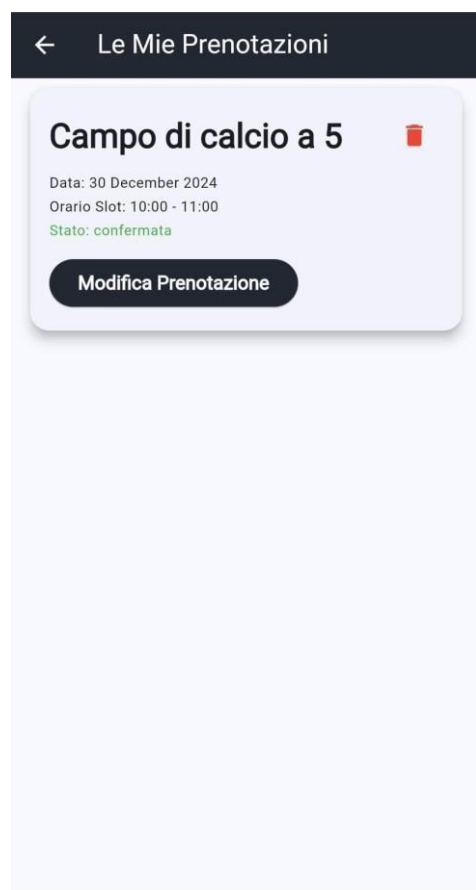 Le Mie Prenotazioni
Campo di calcio a 5
Data: 30 December 2024
Orario Slot: 10:00 - 11:00
Stato: confermata
Modifica Prenotazione